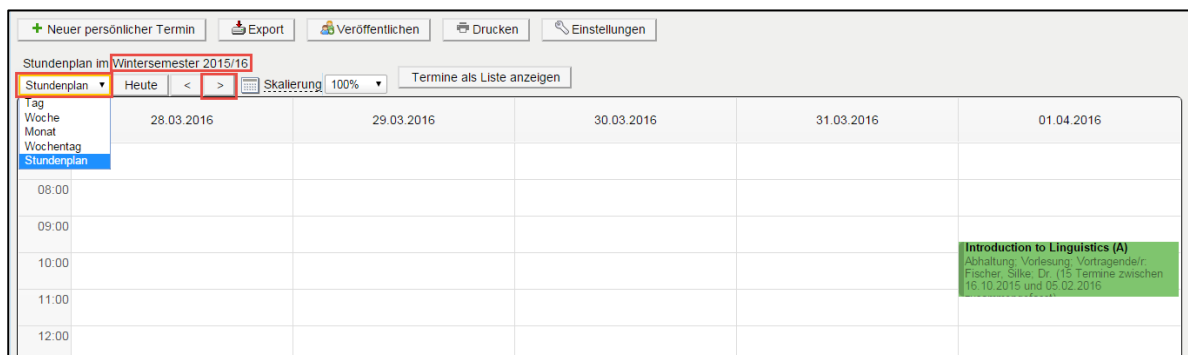 Neuer persönlicher Termin Export Veröffentlichen Drucken Einstellungen
Stundenplan im Wintersemester 2015/16
Stundenplan Heute < > Skalierung 100% Termine als Liste anzeigen
Tag
Woche
Monat
Wochentag
Stundenplan
28.03.2016 29.03.2016 30.03.2016 31.03.2016 01.04.2016
08:00
09:00
Introduction to Linguistics (A)
10:00 Abhaltung; Vorlesung; Vortragende/r:
Fischer, Silke; Dr. (15 Termine zwischen
16.10.2015 und 05.02.2016
11:00
12:00